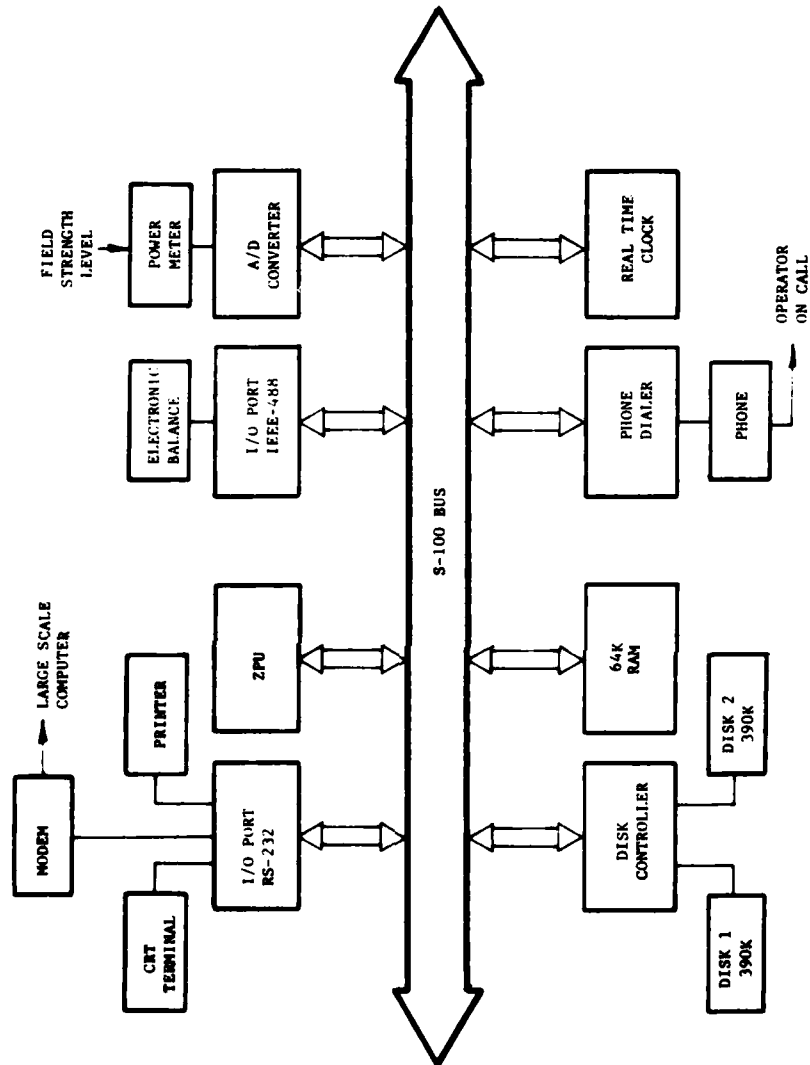 MODEM
LARGE SCALE
COMPUTER
CRT
TERMINAL
PRINTER
ELECTRONIC
BALANCE
FIELD
STRENGTH
LEVEL
POWER
METER
I/O PORT
RS-232
ZPU
I/O PORT
IEEE-488
A/D
CONVERTER
S-100 BUS
DISK
CONTROLLER
64K
RAM
PHONE
DIALER
REAL TIME
CLOCK
DISK 1
390K
DISK 2
390K
PHONE
OPERATOR
ON CALL